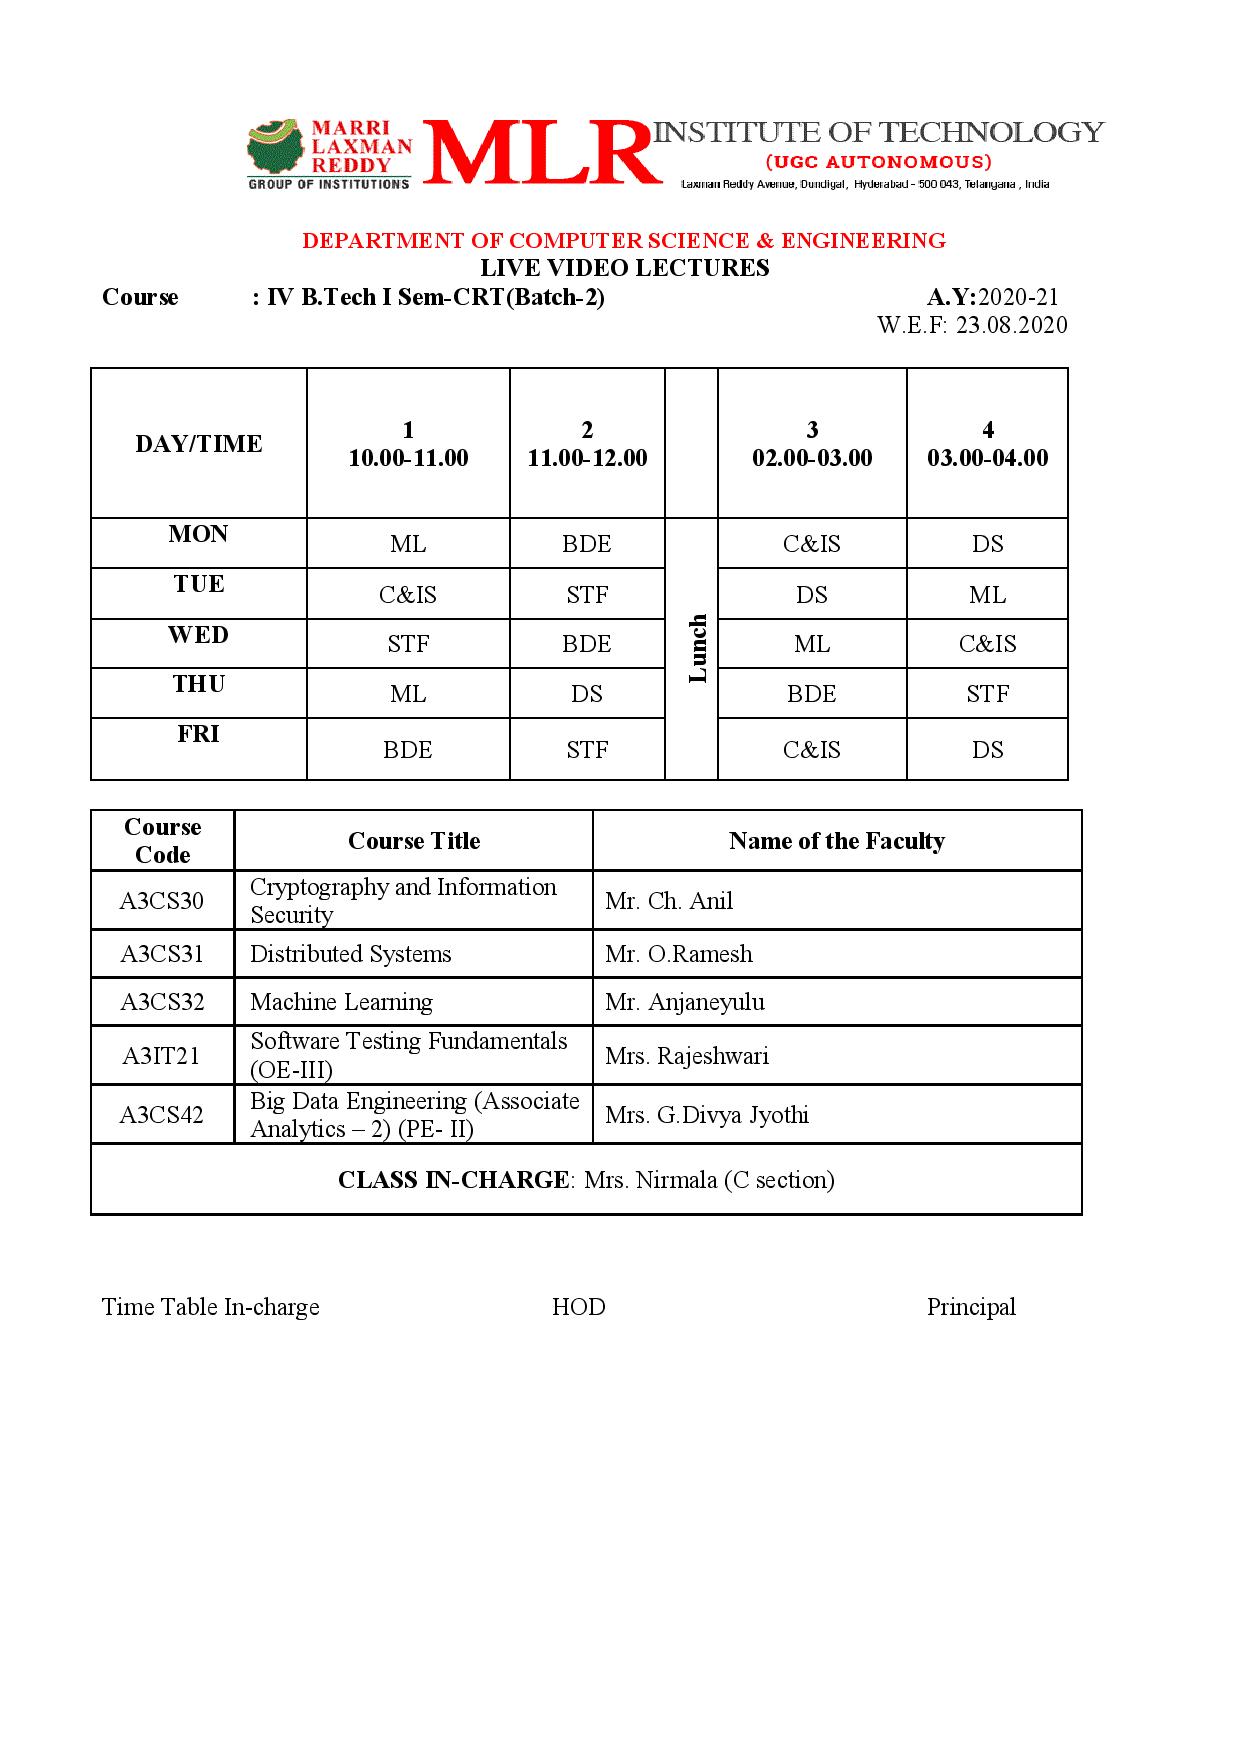 MARRI
LAXMAN
REDDY
GROUP OF INSTITUTIONS
MLR
INSTITUTE OF TECHNOLOGY
(UGC AUTONOMOUS)
Laxman Reddy Avenue, Dundigal, Hyderabad - 500 043, Telangana , India
DEPARTMENT OF COMPUTER SCIENCE & ENGINEERING
LIVE VIDEO LECTURES
Course : IV B.Tech I Sem-CRT(Batch-2) A.Y:2020-21
W.E.F: 23.08.2020
DAY/TIME 1 10.00-11.00 2 11.00-12.00 3 02.00-03.00 4 03.00-04.00
MON ML BDE C&IS DS
TUE C&IS STF DS ML
Lunch
WED STF BDE ML C&IS
THU ML DS BDE STF
FRI BDE STF C&IS DS
Course Code Course Title Name of the Faculty
A3CS30 Cryptography and Information Security Mr. Ch. Anil
A3CS31 Distributed Systems Mr. O.Ramesh
A3CS32 Machine Learning Mr. Anjaneyulu
A3IT21 Software Testing Fundamentals (OE-III) Mrs. Rajeshwari
A3CS42 Big Data Engineering (Associate Analytics – 2) (PE- II) Mrs. G.Divya Jyothi
CLASS IN-CHARGE: Mrs. Nirmala (C section)
Time Table In-charge HOD Principal